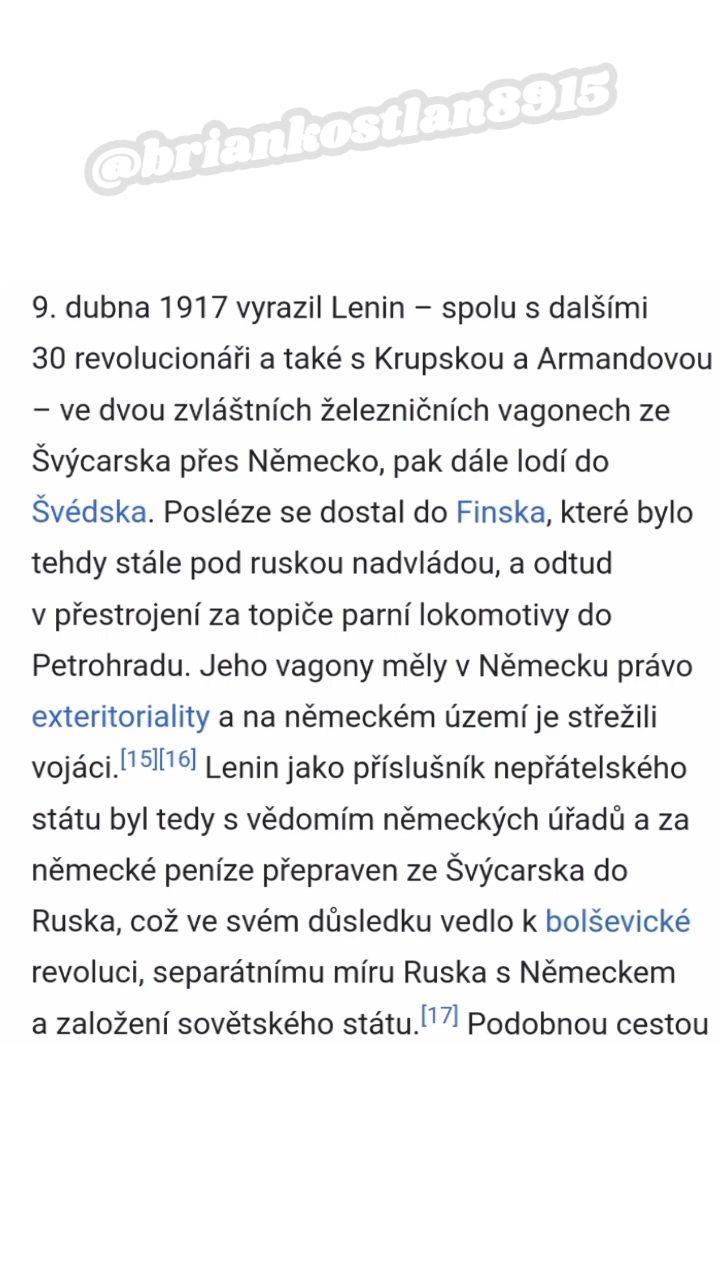 @briankostlan8915
9. dubna 1917 vyrazil Lenin – spolu s dalšími
30 revolucionáři a také s Krupskou a Armandovou
– ve dvou zvláštních železničních vagonech ze
Švýcarska přes Německo, pak dále lodí do
Švédska. Posléze se dostal do Finska, které bylo
tehdy stále pod ruskou nadvládou, a odtud
v přestrojení za topiče parní lokomotivy do
Petrohradu. Jeho vagony měly v Německu právo
exteritoriality a na německém území je střežili
vojáci.[15][16] Lenin jako příslušník nepřátelského
státu byl tedy s vědomím německých úřadů a za
německé peníze přepraven ze Švýcarska do
Ruska, což ve svém důsledku vedlo k bolševické
revoluci, separátnímu míru Ruska s Německem
a založení sovětského státu.[17] Podobnou cestou